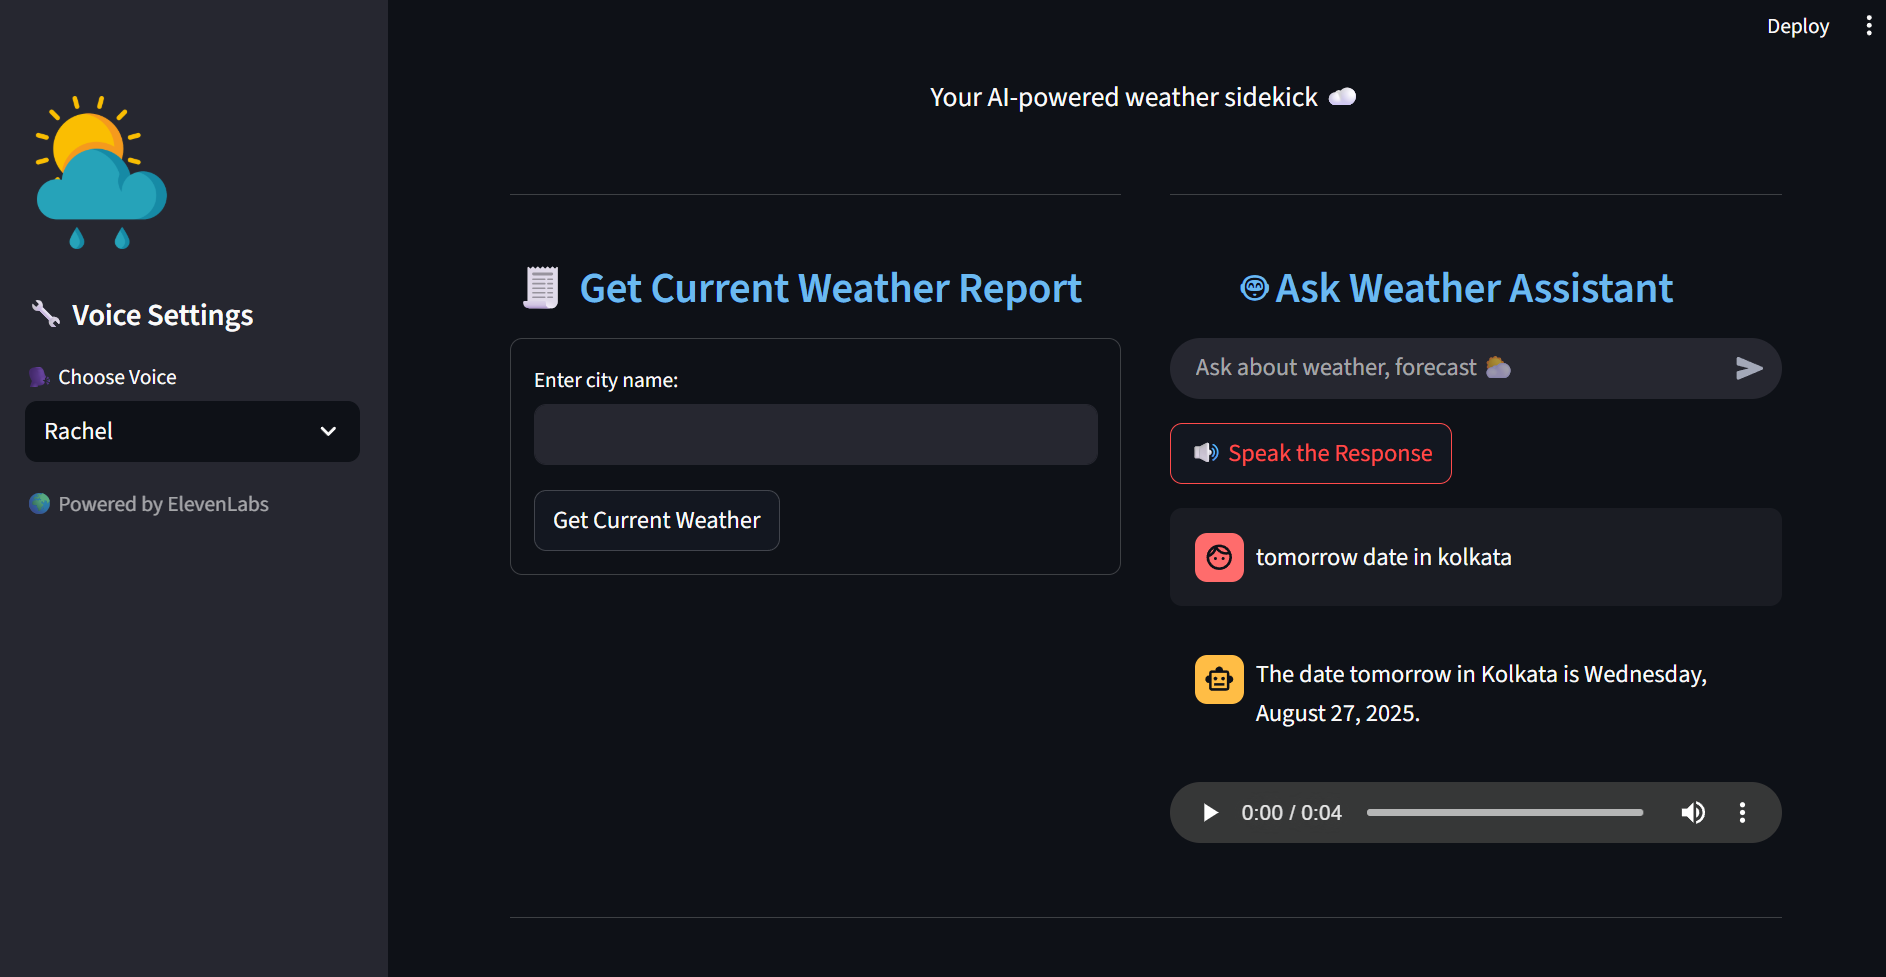 Deploy
Your AI-powered weather sidekick
Voice Settings
Choose Voice
Rachel
Powered by ElevenLabs
Get Current Weather Report
Enter city name:
Get Current Weather
Ask Weather Assistant
Ask about weather, forecast
Speak the Response
tomorrow date in kolkata
The date tomorrow in Kolkata is Wednesday,
August 27, 2025.
0:00 / 0:04